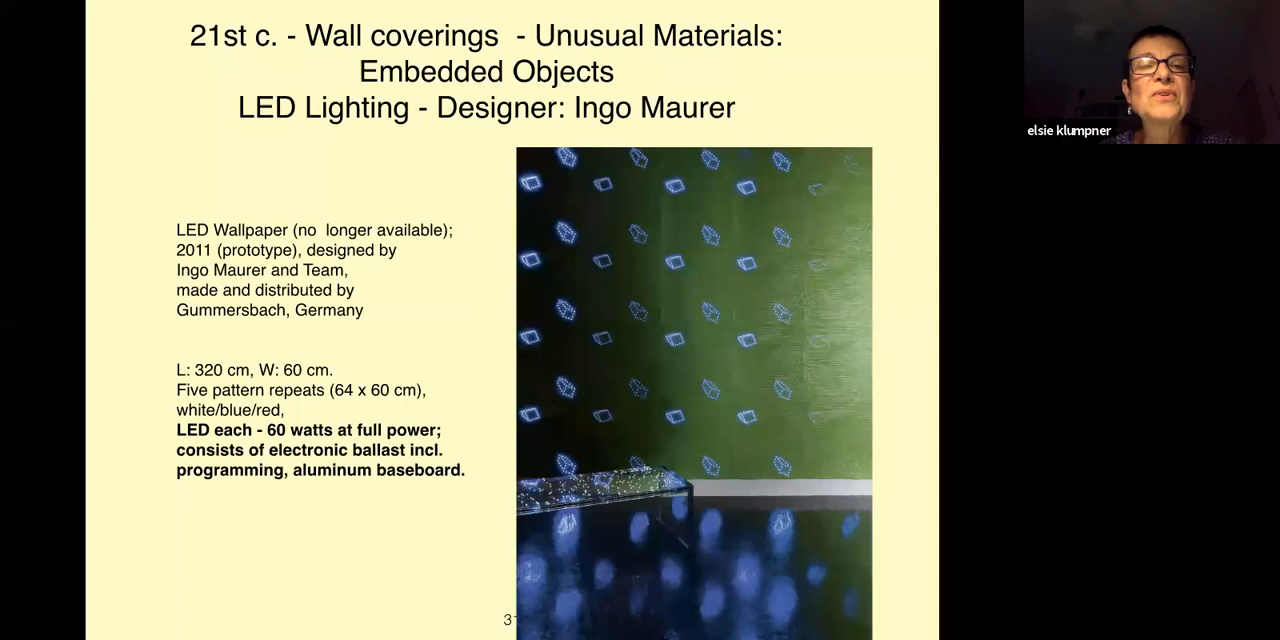 21st c. - Wall coverings - Unusual Materials:
Embedded Objects
LED Lighting - Designer: Ingo Maurer
elsie klumpner
LED Wallpaper (no longer available);
2011 (prototype), designed by
Ingo Maurer and Team,
made and distributed by
Gummersbach, Germany
L: 320 cm, W: 60 cm.
Five pattern repeats (64 x 60 cm),
white/blue/red,
LED each - 60 watts at full power;
consists of electronic ballast incl.
programming, aluminum baseboard.